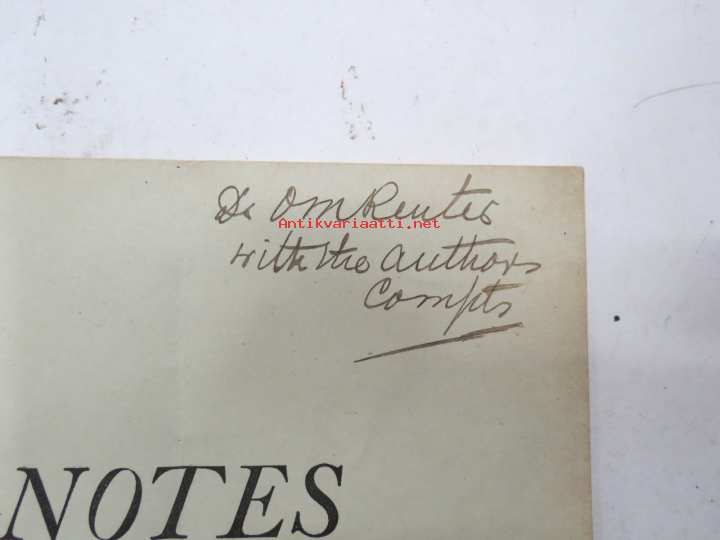 Dr O M Reuter
Antikvariaatti.net
with the authors
Compts
NOTES